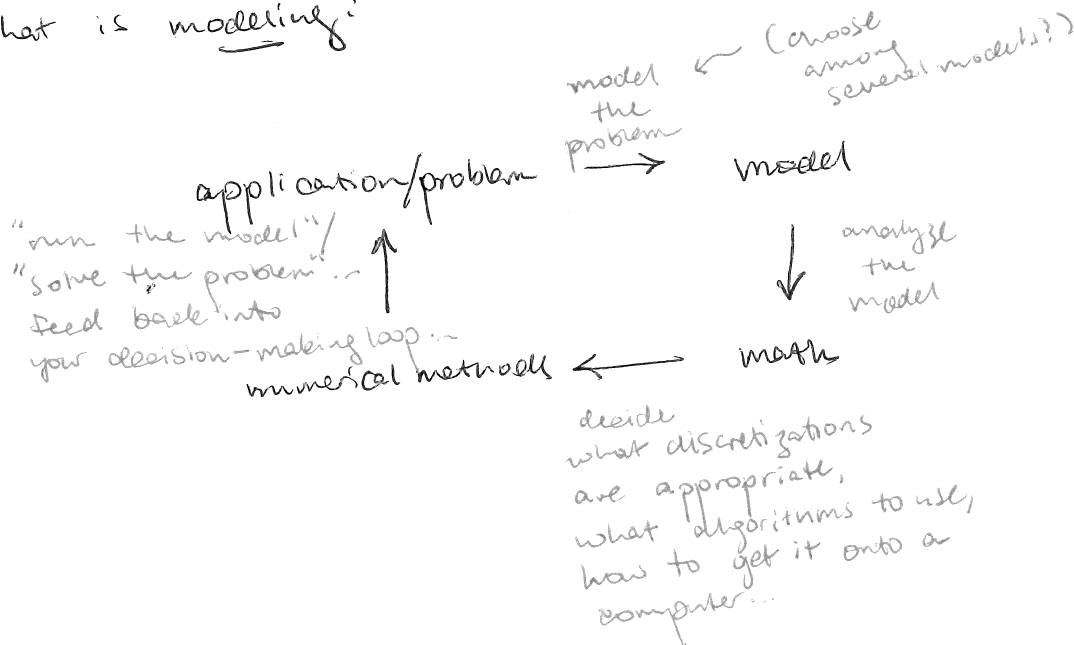 hat is modeling?
(choose
among
several models?)
model
the
problem
application/problem
model
"run the model"/
"solve the problem"...
feed back into
your decision-making loop...
analyze
the
model
numerical methods
math
decide
what discretizations
are appropriate,
what algorithms to use,
how to get it onto a
computer...